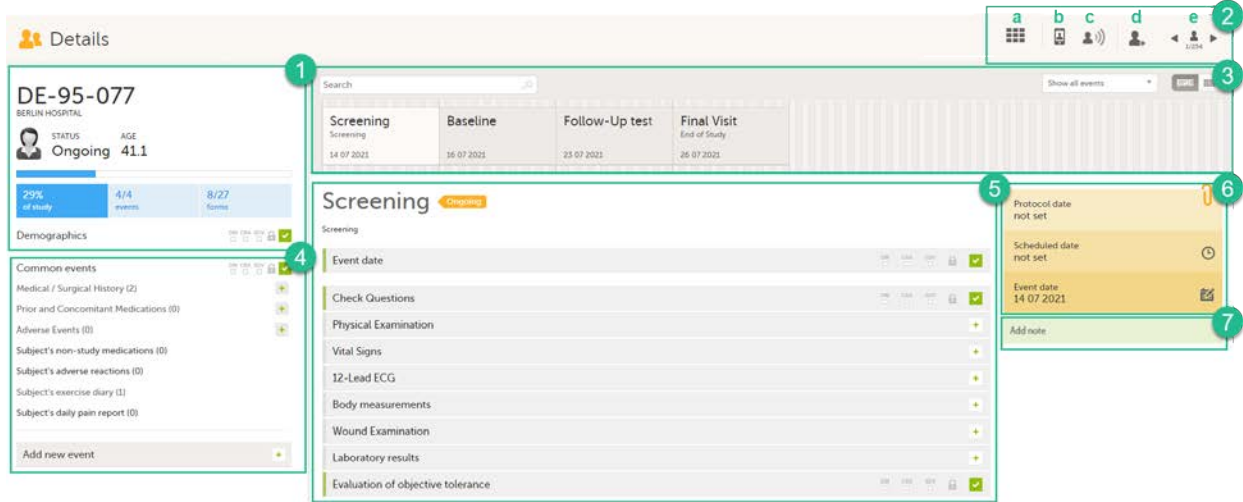 Details
a b c d e 2
1/254
1
DE-95-077
BERLIN HOSPITAL
STATUS AGE
Ongoing 41.1
29% 4/4 8/27
of study events forms
Demographics
Search
Show all events
3
Screening Baseline Follow-Up test Final Visit
Screening End of Study
14 07 2021 16 07 2021 23 07 2021 26 07 2021
4
Common events
Medical / Surgical History (2)
Prior and Concomitant Medications (0)
Adverse Events (0)
Subject's non-study medications (0)
Subject's adverse reactions (0)
Subject's exercise diary (1)
Subject's daily pain report (0)
Add new event
5
Screening Ongoing
Screening
Event date
Check Questions
Physical Examination
Vital Signs
12-Lead ECG
Body measurements
Wound Examination
Laboratory results
Evaluation of objective tolerance
6
Protocol date
not set
Scheduled date
not set
Event date
14 07 2021
7
Add note